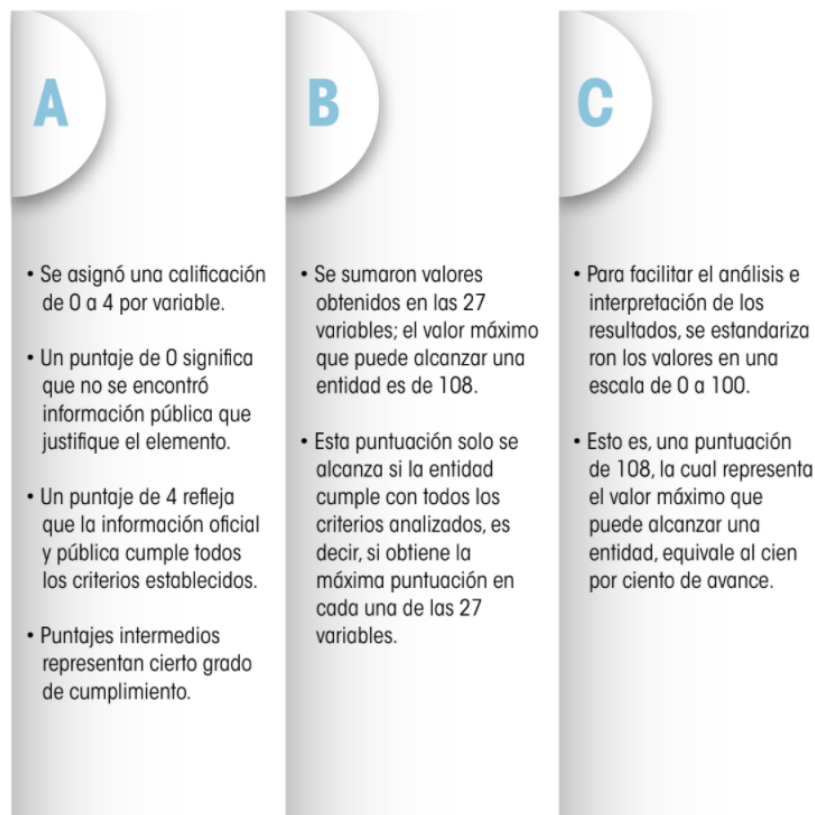 A
• Se asignó una calificación
de 0 a 4 por variable.
• Un puntaje de 0 significa
que no se encontró
información pública que
justifique el elemento.
• Un puntaje de 4 refleja
que la información oficial
y pública cumple todos
los criterios establecidos.
• Puntajes intermedios
representan cierto grado
de cumplimiento.
B
• Se sumaron valores
obtenidos en las 27
variables; el valor máximo
que puede alcanzar una
entidad es de 108.
• Esta puntuación solo se
alcanza si la entidad
cumple con todos los
criterios analizados, es
decir, si obtiene la
máxima puntuación en
cada una de las 27
variables.
C
• Para facilitar el análisis e
interpretación de los
resultados, se estandariza
ron los valores en una
escala de 0 a 100.
• Esto es, una puntuación
de 108, la cual representa
el valor máximo que
puede alcanzar una
entidad, equivale al cien
por ciento de avance.